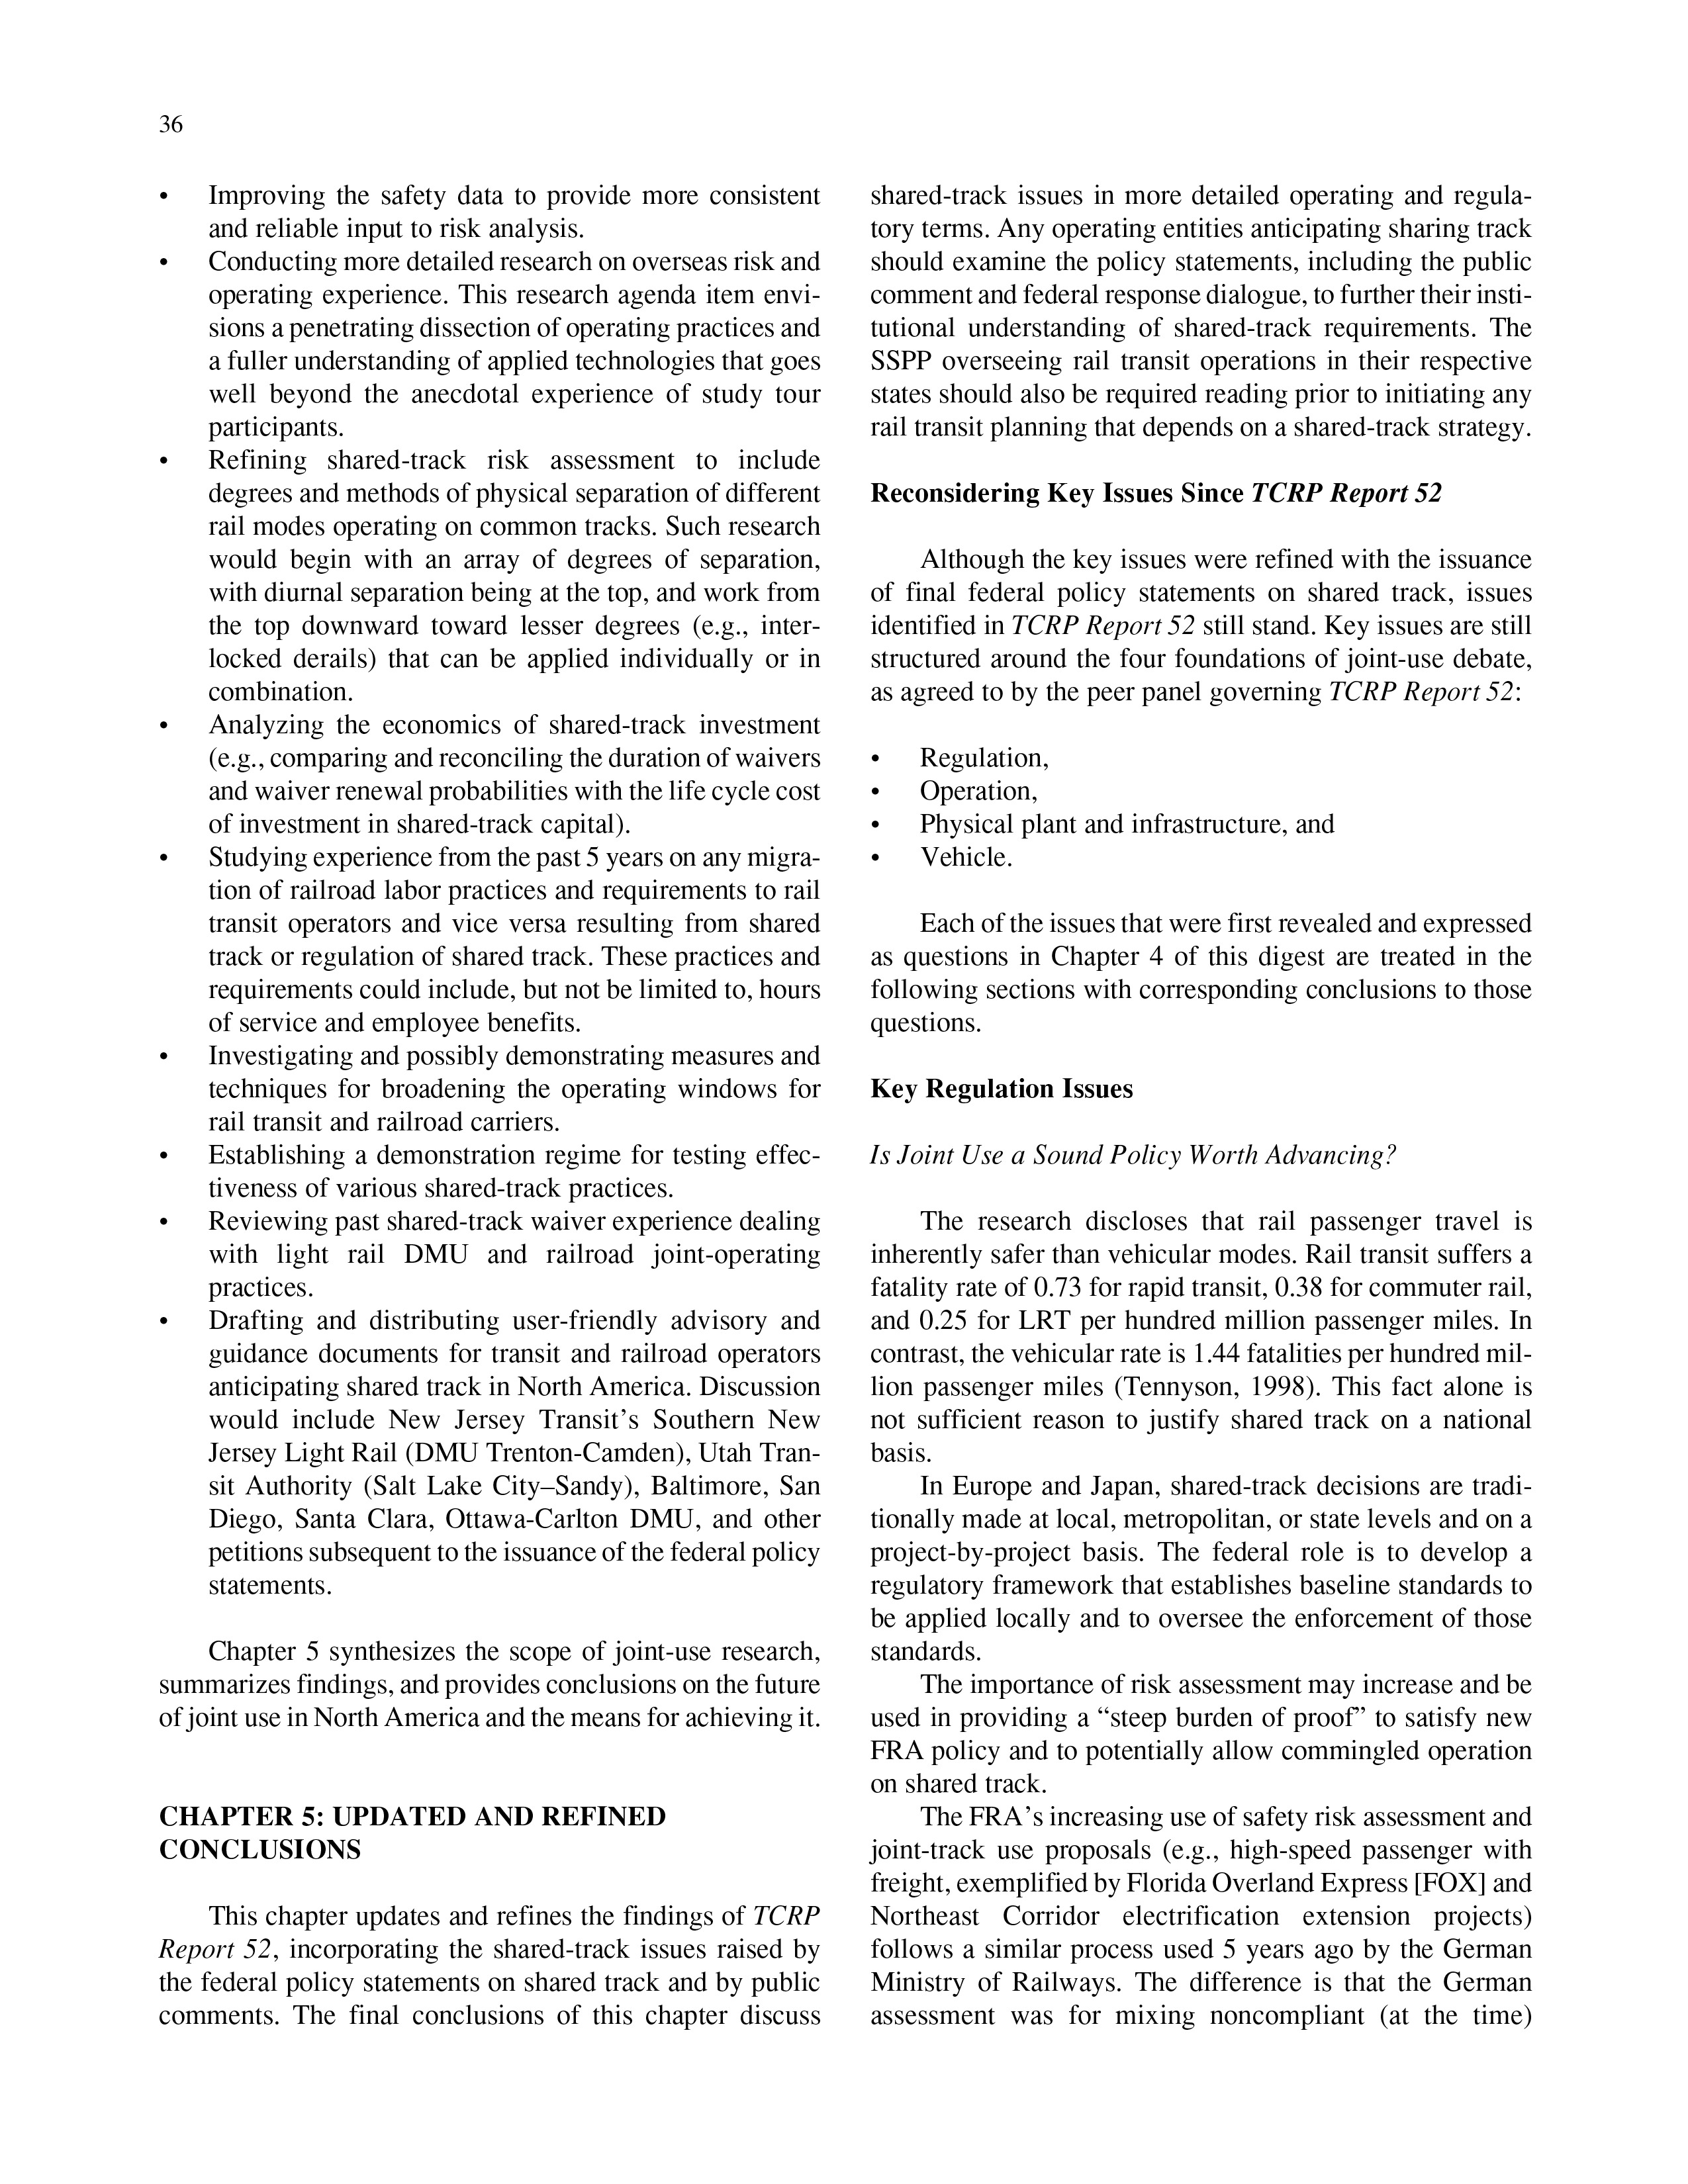 36
• Improving the safety data to provide more consistent
and reliable input to risk analysis.
• Conducting more detailed research on overseas risk and
operating experience. This research agenda item envi-
sions a penetrating dissection of operating practices and
a fuller understanding of applied technologies that goes
well beyond the anecdotal experience of study tour
participants.
• Refining shared-track risk assessment to include
degrees and methods of physical separation of different
rail modes operating on common tracks. Such research
would begin with an array of degrees of separation,
with diurnal separation being at the top, and work from
the top downward toward lesser degrees (e.g., inter-
locked derails) that can be applied individually or in
combination.
• Analyzing the economics of shared-track investment
(e.g., comparing and reconciling the duration of waivers
and waiver renewal probabilities with the life cycle cost
of investment in shared-track capital).
• Studying experience from the past 5 years on any migra-
tion of railroad labor practices and requirements to rail
transit operators and vice versa resulting from shared
track or regulation of shared track. These practices and
requirements could include, but not be limited to, hours
of service and employee benefits.
• Investigating and possibly demonstrating measures and
techniques for broadening the operating windows for
rail transit and railroad carriers.
• Establishing a demonstration regime for testing effec-
tiveness of various shared-track practices.
• Reviewing past shared-track waiver experience dealing
with light rail DMU and railroad joint-operating
practices.
• Drafting and distributing user-friendly advisory and
guidance documents for transit and railroad operators
anticipating shared track in North America. Discussion
would include New Jersey Transit’s Southern New
Jersey Light Rail (DMU Trenton-Camden), Utah Tran-
sit Authority (Salt Lake City–Sandy), Baltimore, San
Diego, Santa Clara, Ottawa-Carlton DMU, and other
petitions subsequent to the issuance of the federal policy
statements.
Chapter 5 synthesizes the scope of joint-use research,
summarizes findings, and provides conclusions on the future
of joint use in North America and the means for achieving it.
CHAPTER 5: UPDATED AND REFINED
CONCLUSIONS
This chapter updates and refines the findings of TCRP
Report 52, incorporating the shared-track issues raised by
the federal policy statements on shared track and by public
comments. The final conclusions of this chapter discuss
shared-track issues in more detailed operating and regula-
tory terms. Any operating entities anticipating sharing track
should examine the policy statements, including the public
comment and federal response dialogue, to further their insti-
tutional understanding of shared-track requirements. The
SSPP overseeing rail transit operations in their respective
states should also be required reading prior to initiating any
rail transit planning that depends on a shared-track strategy.
Reconsidering Key Issues Since TCRP Report 52
Although the key issues were refined with the issuance
of final federal policy statements on shared track, issues
identified in TCRP Report 52 still stand. Key issues are still
structured around the four foundations of joint-use debate,
as agreed to by the peer panel governing TCRP Report 52:
• Regulation,
• Operation,
• Physical plant and infrastructure, and
• Vehicle.
Each of the issues that were first revealed and expressed
as questions in Chapter 4 of this digest are treated in the
following sections with corresponding conclusions to those
questions.
Key Regulation Issues
Is Joint Use a Sound Policy Worth Advancing?
The research discloses that rail passenger travel is
inherently safer than vehicular modes. Rail transit suffers a
fatality rate of 0.73 for rapid transit, 0.38 for commuter rail,
and 0.25 for LRT per hundred million passenger miles. In
contrast, the vehicular rate is 1.44 fatalities per hundred mil-
lion passenger miles (Tennyson, 1998). This fact alone is
not sufficient reason to justify shared track on a national
basis.
In Europe and Japan, shared-track decisions are tradi-
tionally made at local, metropolitan, or state levels and on a
project-by-project basis. The federal role is to develop a
regulatory framework that establishes baseline standards to
be applied locally and to oversee the enforcement of those
standards.
The importance of risk assessment may increase and be
used in providing a “steep burden of proof” to satisfy new
FRA policy and to potentially allow commingled operation
on shared track.
The FRA’s increasing use of safety risk assessment and
joint-track use proposals (e.g., high-speed passenger with
freight, exemplified by Florida Overland Express [FOX] and
Northeast Corridor electrification extension projects)
follows a similar process used 5 years ago by the German
Ministry of Railways. The difference is that the German
assessment was for mixing noncompliant (at the time)